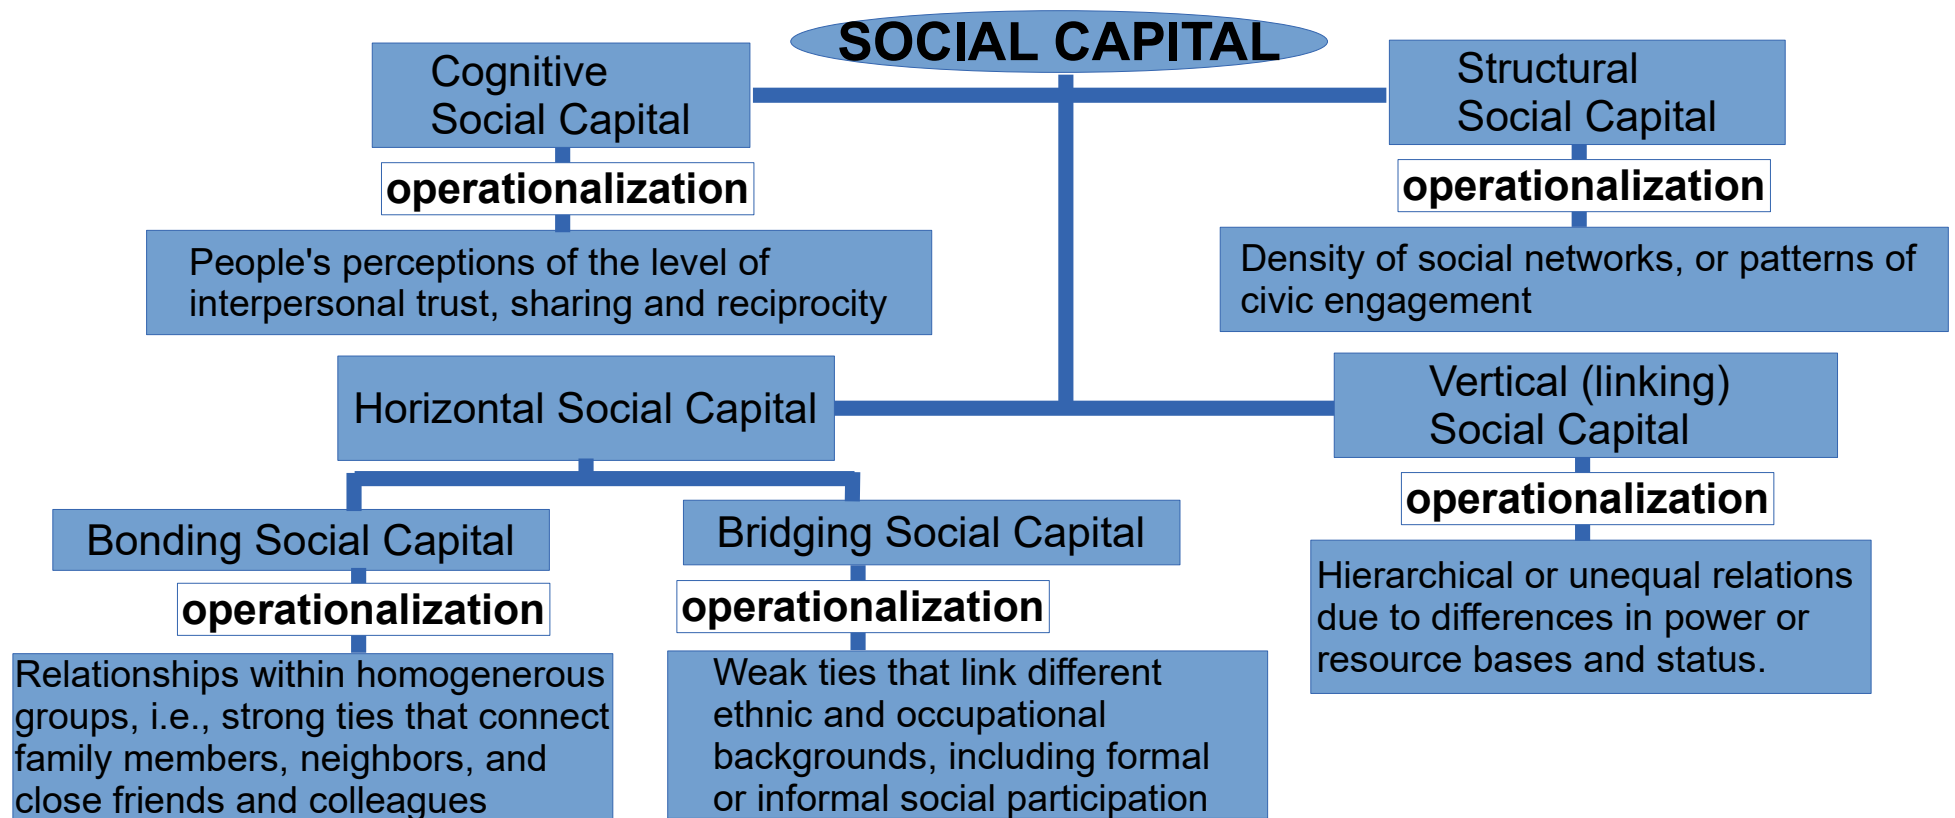 SOCIAL CAPITAL
Cognitive
Social Capital
operationalization
People's perceptions of the level of
interpersonal trust, sharing and reciprocity
Structural
Social Capital
operationalization
Density of social networks, or patterns of
civic engagement
Horizontal Social Capital
Bonding Social Capital
operationalization
Relationships within homogenerous
groups, i.e., strong ties that connect
family members, neighbors, and
close friends and colleagues
Bridging Social Capital
operationalization
Weak ties that link different
ethnic and occupational
backgrounds, including formal
or informal social participation
Vertical (linking)
Social Capital
operationalization
Hierarchical or unequal relations
due to differences in power or
resource bases and status.